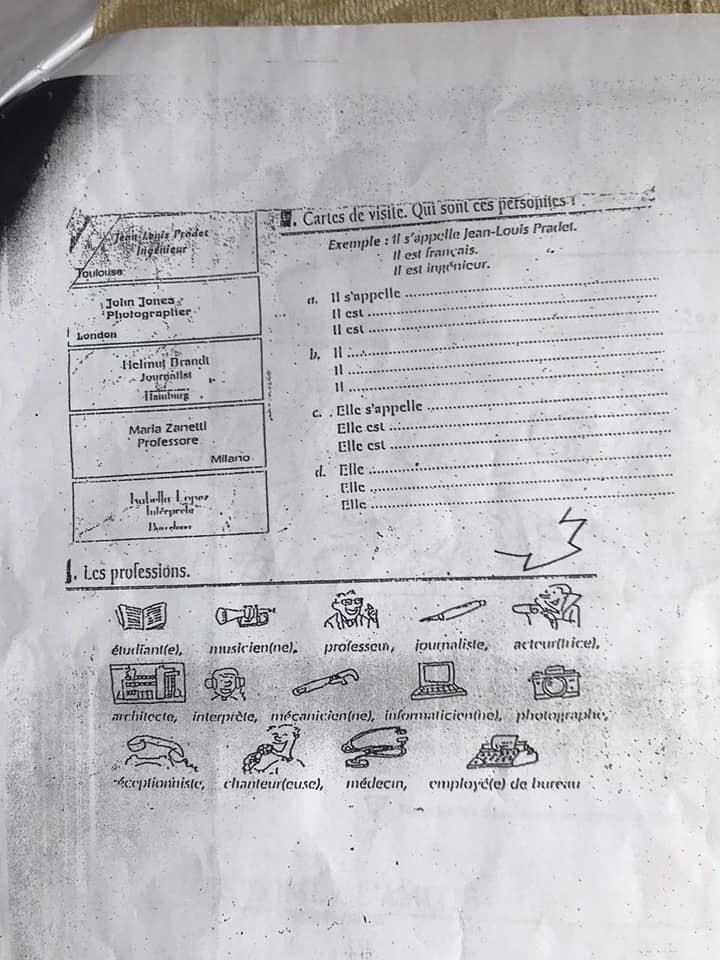 Jean-Louis Pradet
Ingénieur
Toulouse
John Jones
Photographer
London
Helmut Brandt
Journalist
Hamburg
Maria Zanetti
Professore
Milano
Isabella Lopez
Interprete
Cartes de visite. Qui sont ces personnes ?
Exemple : Il s'appelle Jean-Louis Pradet.
Il est français.
Il est ingénieur.
a. Il s'appelle
Il est
Il est
b. Il
Il
Il
c. Elle s'appelle
Elle est
Elle est
d. Elle
Elle
Elle
Les professions.
étudiant(e), musicien(ne), professeur, journaliste, acteur(trice),
architecte, interprète, mécanicien(ne), informaticien(ne), photographe,
réceptionniste, chanteur(euse), médecin, employé(e) de bureau